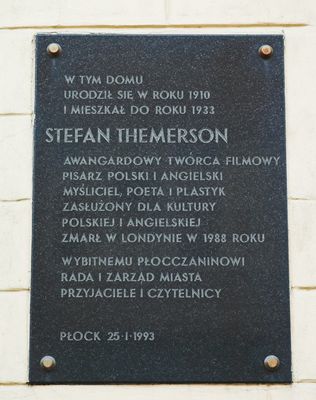 W TYM DOMU
URODZIŁ SIĘ W ROKU 1910
I MIESZKAŁ DO ROKU 1933
STEFAN THEMERSON
AWANGARDOWY TWÓRCA FILMOWY
PISARZ POLSKI I ANGIELSKI
MYŚLICIEL, POETA I PLASTYK
ZASŁUŻONY DLA KULTURY
POLSKIEJ I ANGIELSKIEJ
ZMARŁ W LONDYNIE W 1988 ROKU
WYBITNEMU PŁOCCZANINOWI
RADA I ZARZĄD MIASTA
PRZYJACIELE I CZYTELNICY
PŁOCK 25·I·1993